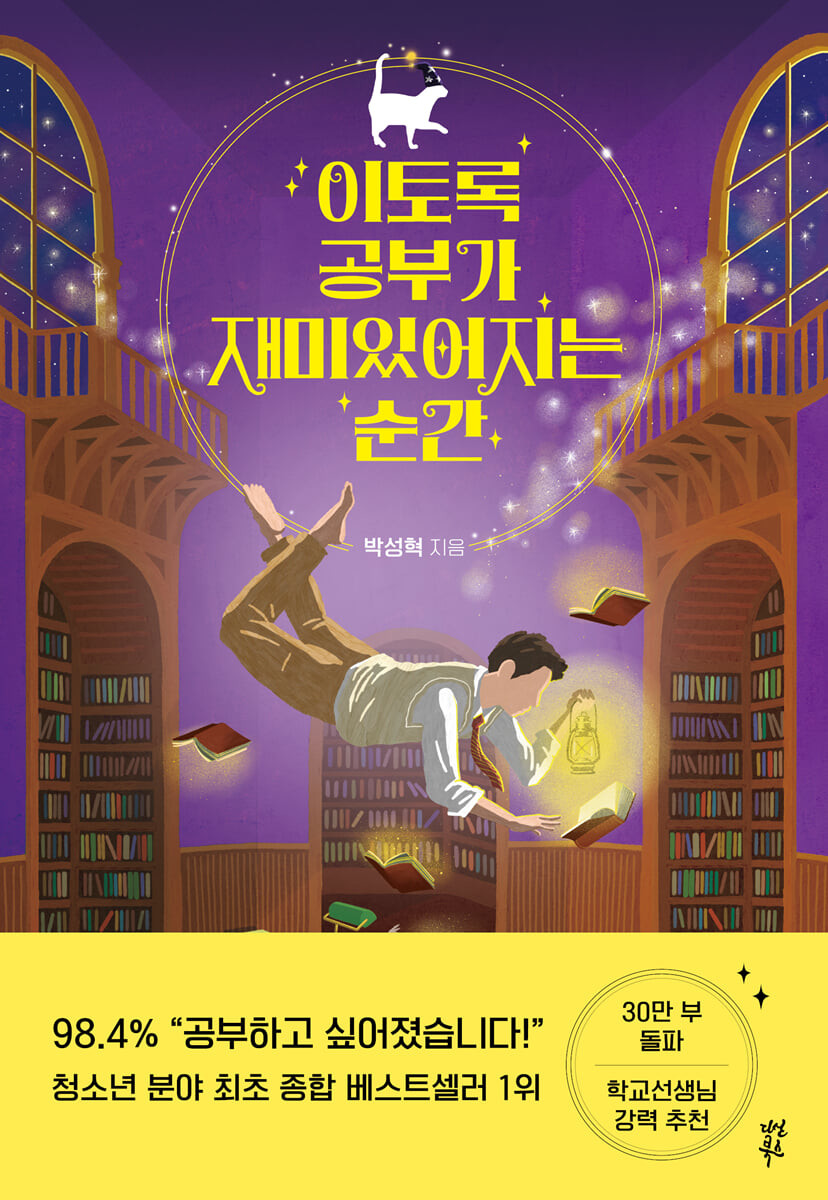 이토록
공부가
재미있어지는
순간
박성혁 지음
98.4% “공부하고 싶어졌습니다!”
청소년 분야 최초 종합 베스트셀러 1위
30만 부
돌파
학교선생님
강력 추천
다산
북스